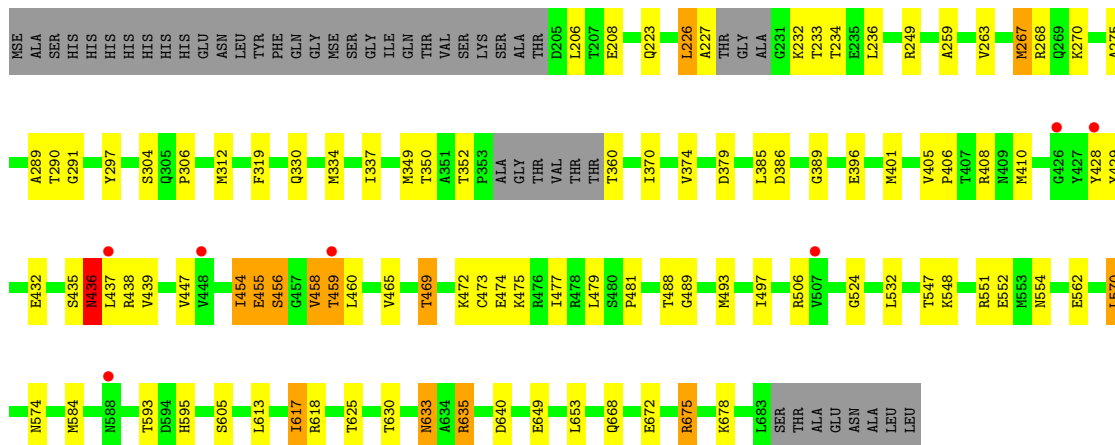 MSE ALA SER HIS HIS HIS HIS HIS HIS GLU ASN LEU TYR PHE GLN GLY MSE SER GLY ILE GLN THR VAL SER LYS SER ALA THR D205 L206 T207 E208 Q223 L226 A227 THR GLY ALA G231 K232 T233 T234 E235 L236 R249 A259 V263 M267 R268 Q269 K270 A275
A289 T290 G291 Y297 S304 Q305 P306 M312 F319 Q330 M334 I337 M349 T350 A351 T352 P353 ALA GLY THR VAL THR THR T360 I370 V374 D379 L385 D386 G389 E396 M401 V405 P406 T407 R408 N409 M410 G426 Y427 Y428 Y429
E432 S435 N436 L437 R438 V439 V447 V448 I454 E455 S456 G457 V458 T459 L460 V465 T469 K472 C473 E474 K475 R476 I477 R478 L479 S480 P481 T488 G489 M493 I497 R506 V507 G524 L532 T547 K548 R551 E552 M553 N554 E562 L570
N574 M584 N588 T593 D594 H595 S605 L613 I617 R618 T625 T630 N633 A634 R635 D640 E649 L653 Q668 E672 R675 K678 L683 SER THR ALA GLU ASN ALA LEU LEU